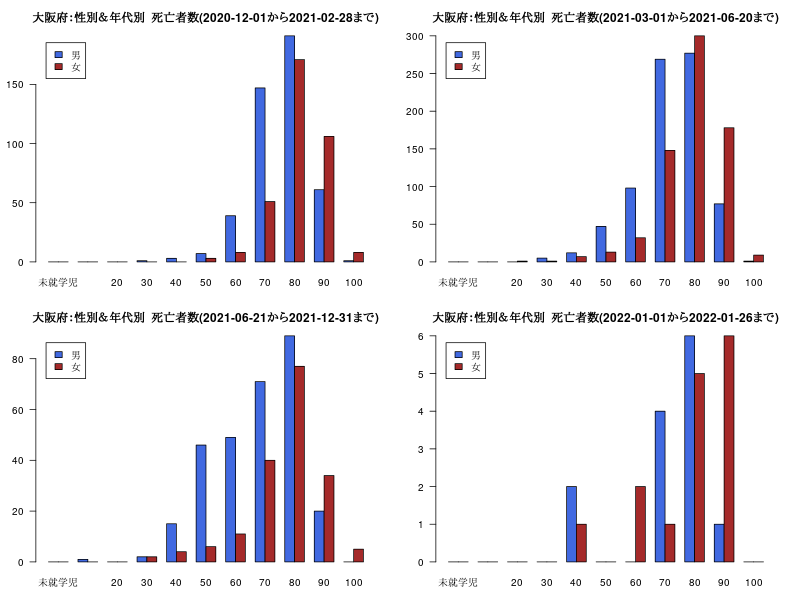 大阪府：性別＆年代別 死亡者数(2020-12-01から2021-02-28まで)
男
女
150
100
50
0
未就学児 20 30 40 50 60 70 80 90 100
大阪府：性別＆年代別 死亡者数(2021-03-01から2021-06-20まで)
男
女
300
250
200
150
100
50
0
未就学児 20 30 40 50 60 70 80 90 100
大阪府：性別＆年代別 死亡者数(2021-06-21から2021-12-31まで)
男
女
80
60
40
20
0
未就学児 20 30 40 50 60 70 80 90 100
大阪府：性別＆年代別 死亡者数(2022-01-01から2022-01-26まで)
男
女
6
5
4
3
2
1
0
未就学児 20 30 40 50 60 70 80 90 100